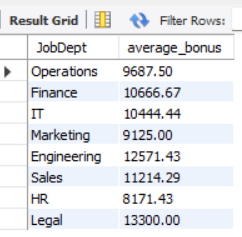 Result Grid Filter Rows:
JobDept average_bonus
Operations 9687.50
Finance 10666.67
IT 10444.44
Marketing 9125.00
Engineering 12571.43
Sales 11214.29
HR 8171.43
Legal 13300.00